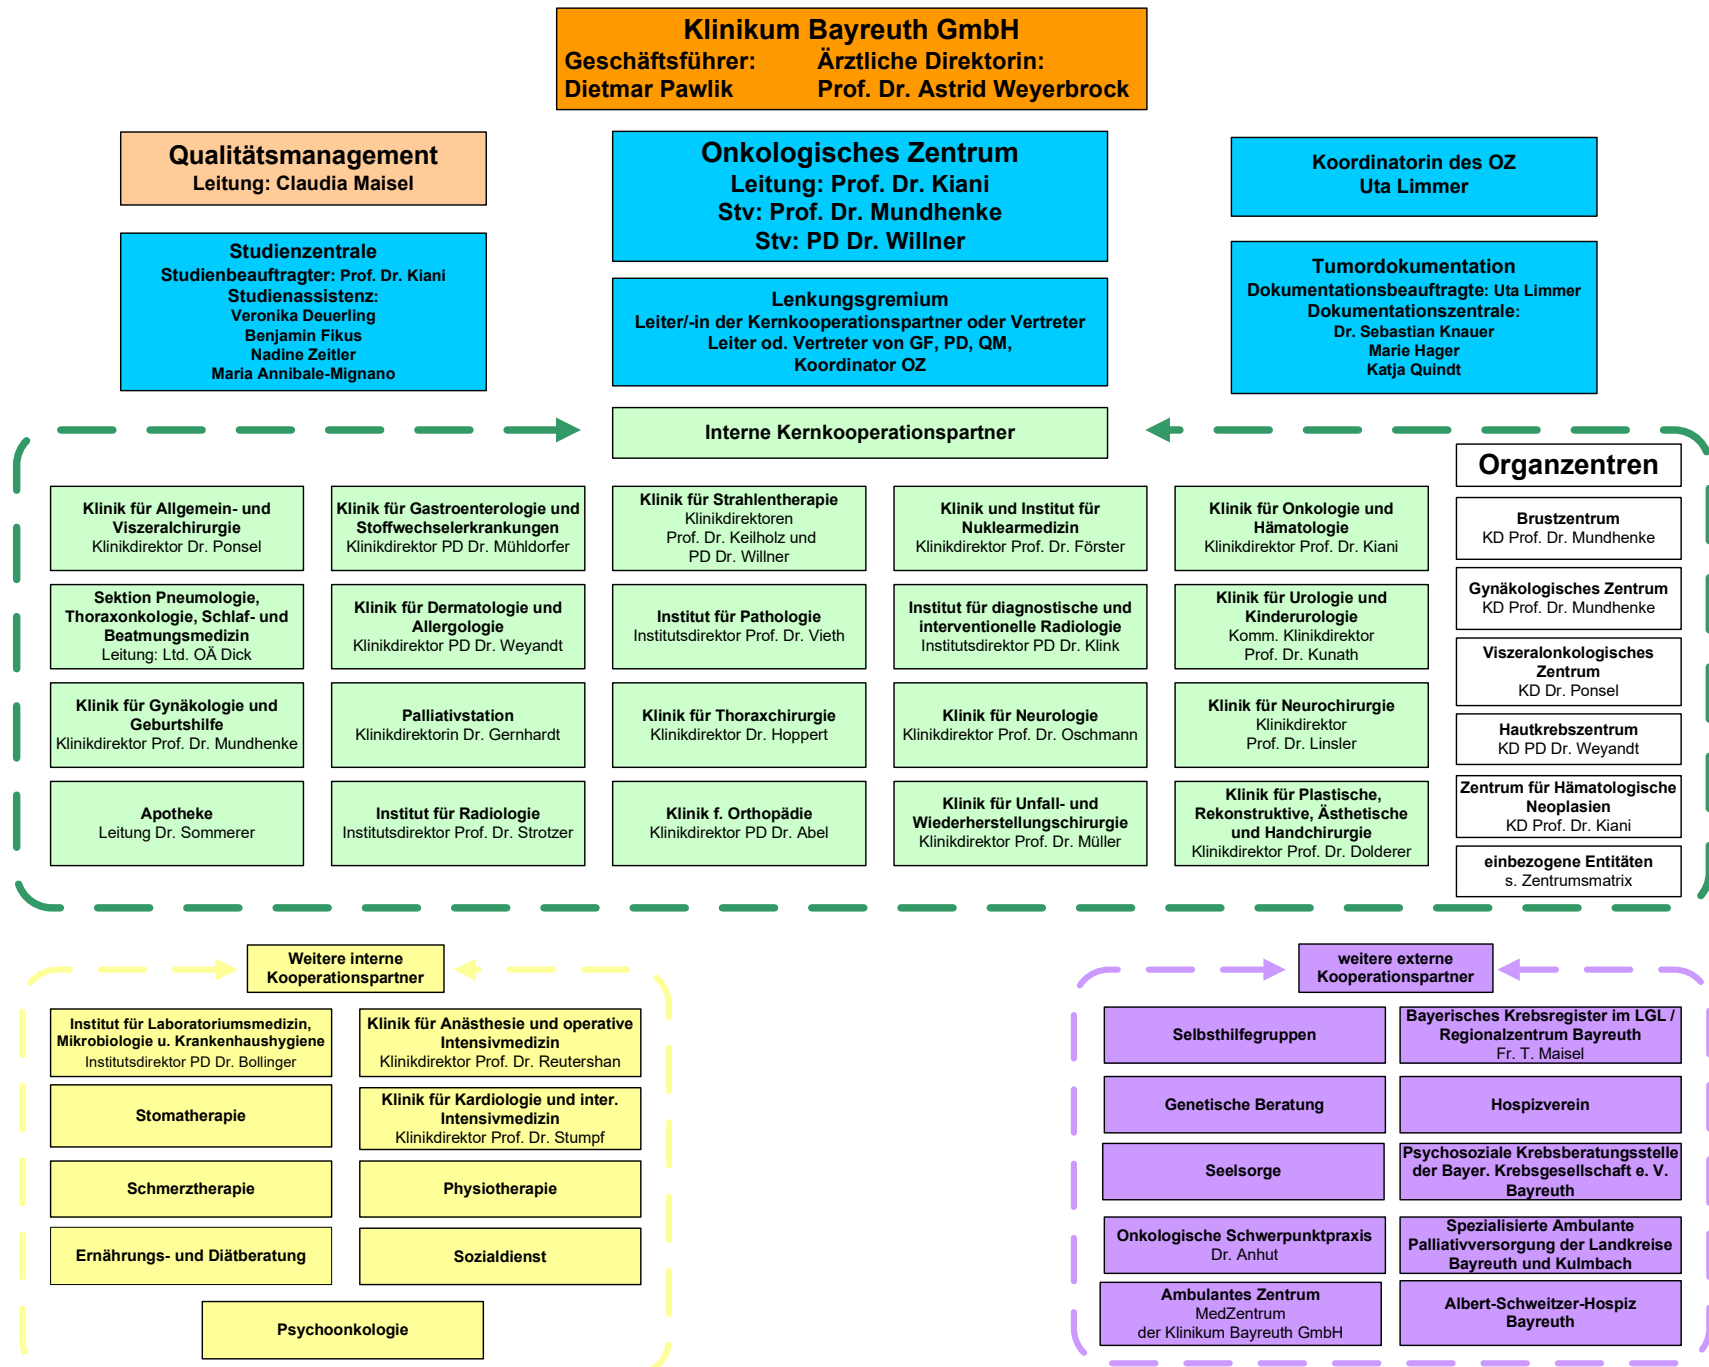 Klinikum Bayreuth GmbH
Geschäftsführer: Ärztliche Direktorin:
Dietmar Pawlik Prof. Dr. Astrid Weyerbrock
Qualitätsmanagement
Leitung: Claudia Maisel
Onkologisches Zentrum
Leitung: Prof. Dr. Kiani
Stv: Prof. Dr. Mundhenke
Stv: PD Dr. Willner
Koordinatorin des OZ
Uta Limmer
Studienzentrale
Studienbeauftragter: Prof. Dr. Kiani
Studienassistenz:
Veronika Deuerling
Benjamin Fikus
Nadine Zeitler
Maria Annibale-Mignano
Lenkungsgremium
Leiter/-in der Kernkooperationspartner oder Vertreter
Leiter od. Vertreter von GF, PD, QM,
Koordinator OZ
Tumordokumentation
Dokumentationsbeauftragte: Uta Limmer
Dokumentationszentrale:
Dr. Sebastian Knauer
Marie Hager
Katja Quindt
Interne Kernkooperationspartner
Klinik für Allgemein- und
Viszeralchirurgie
Klinikdirektor Dr. Ponsel
Klinik für Gastroenterologie und
Stoffwechselerkrankungen
Klinikdirektor PD Dr. Mühldorfer
Klinik für Strahlentherapie
Klinikdirektoren
Prof. Dr. Keilholz und
PD Dr. Willner
Klinik und Institut für
Nuklearmedizin
Klinikdirektor Prof. Dr. Förster
Klinik für Onkologie und
Hämatologie
Klinikdirektor Prof. Dr. Kiani
Sektion Pneumologie,
Thoraxonkologie, Schlaf- und
Beatmungsmedizin
Leitung: Ltd. OÄ Dick
Klinik für Dermatologie und
Allergologie
Klinikdirektor PD Dr. Weyandt
Institut für Pathologie
Institutsdirektor Prof. Dr. Vieth
Institut für diagnostische und
interventionelle Radiologie
Institutsdirektor PD Dr. Klink
Klinik für Urologie und
Kinderurologie
Komm. Klinikdirektor
Prof. Dr. Kunath
Klinik für Gynäkologie und
Geburtshilfe
Klinikdirektor Prof. Dr. Mundhenke
Palliativstation
Klinikdirektorin Dr. Gernhardt
Klinik für Thoraxchirurgie
Klinikdirektor Dr. Hoppert
Klinik für Neurologie
Klinikdirektor Prof. Dr. Oschmann
Klinik für Neurochirurgie
Klinikdirektor
Prof. Dr. Linsler
Apotheke
Leitung Dr. Sommerer
Institut für Radiologie
Institutsdirektor Prof. Dr. Strotzer
Klinik f. Orthopädie
Klinikdirektor PD Dr. Abel
Klinik für Unfall- und
Wiederherstellungschirurgie
Klinikdirektor Prof. Dr. Müller
Klinik für Plastische,
Rekonstruktive, Ästhetische
und Handchirurgie
Klinikdirektor Prof. Dr. Dolderer
Organzentren
Brustzentrum
KD Prof. Dr. Mundhenke
Gynäkologisches Zentrum
KD Prof. Dr. Mundhenke
Viszeralonkologisches
Zentrum
KD Dr. Ponsel
Hautkrebszentrum
KD PD Dr. Weyandt
Zentrum für Hämatologische
Neoplasien
KD Prof. Dr. Kiani
einbezogene Entitäten
s. Zentrumsmatrix
Weitere interne
Kooperationspartner
Institut für Laboratoriumsmedizin,
Mikrobiologie u. Krankenhaushygiene
Institutsdirektor PD Dr. Bollinger
Klinik für Anästhesie und operative
Intensivmedizin
Klinikdirektor Prof. Dr. Reutershan
Stomatherapie
Klinik für Kardiologie und inter.
Intensivmedizin
Klinikdirektor Prof. Dr. Stumpf
Schmerztherapie
Physiotherapie
Ernährungs- und Diätberatung
Sozialdienst
Psychoonkologie
weitere externe
Kooperationspartner
Selbsthilfegruppen
Bayerisches Krebsregister im LGL /
Regionalzentrum Bayreuth
Fr. T. Maisel
Genetische Beratung
Hospizverein
Seelsorge
Psychosoziale Krebsberatungsstelle
der Bayer. Krebsgesellschaft e. V.
Bayreuth
Onkologische Schwerpunktpraxis
Dr. Anhut
Spezialisierte Ambulante
Palliativversorgung der Landkreise
Bayreuth und Kulmbach
Ambulantes Zentrum
MedZentrum
der Klinikum Bayreuth GmbH
Albert-Schweitzer-Hospiz
Bayreuth